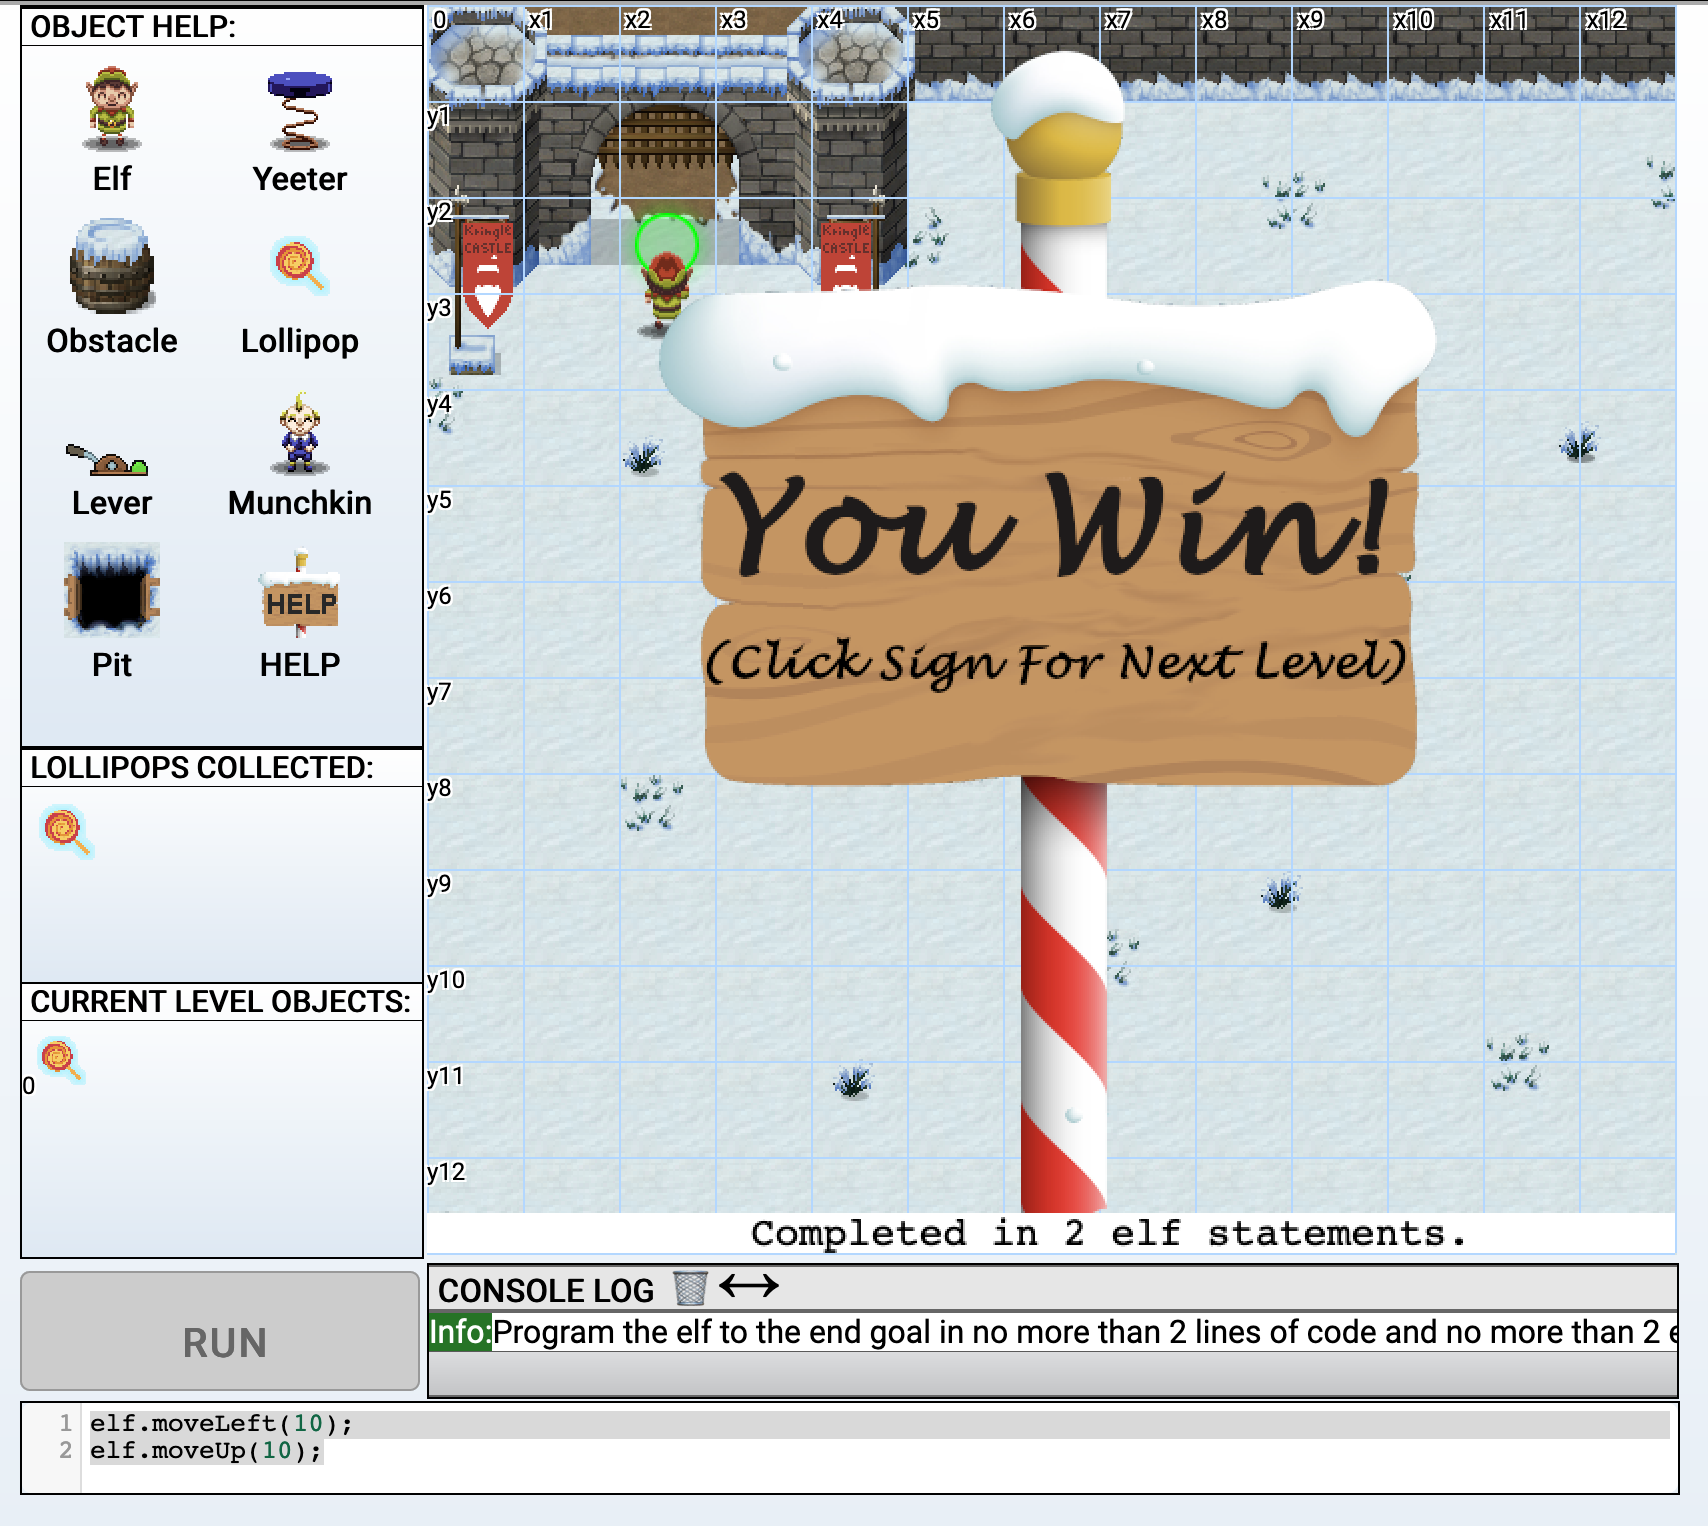 OBJECT HELP:
Elf
Yeeter
Obstacle
Lollipop
Lever
Munchkin
HELP
Pit
HELP
LOLLIPOPS COLLECTED:
CURRENT LEVEL OBJECTS:
0
RUN
0 x1 x2 x3 x4 x5 x6 x7 x8 x9 x10 x11 x12
y1
y2
y3
y4
y5
y6
y7
y8
y9
y10
y11
y12
Kringle
CASTLE
Kringle
CASTLE
You Win!
(Click Sign For Next Level)
Completed in 2 elf statements.
CONSOLE LOG
Info:Program the elf to the end goal in no more than 2 lines of code and no more than 2 e
1 elf.moveLeft(10);
2 elf.moveUp(10);